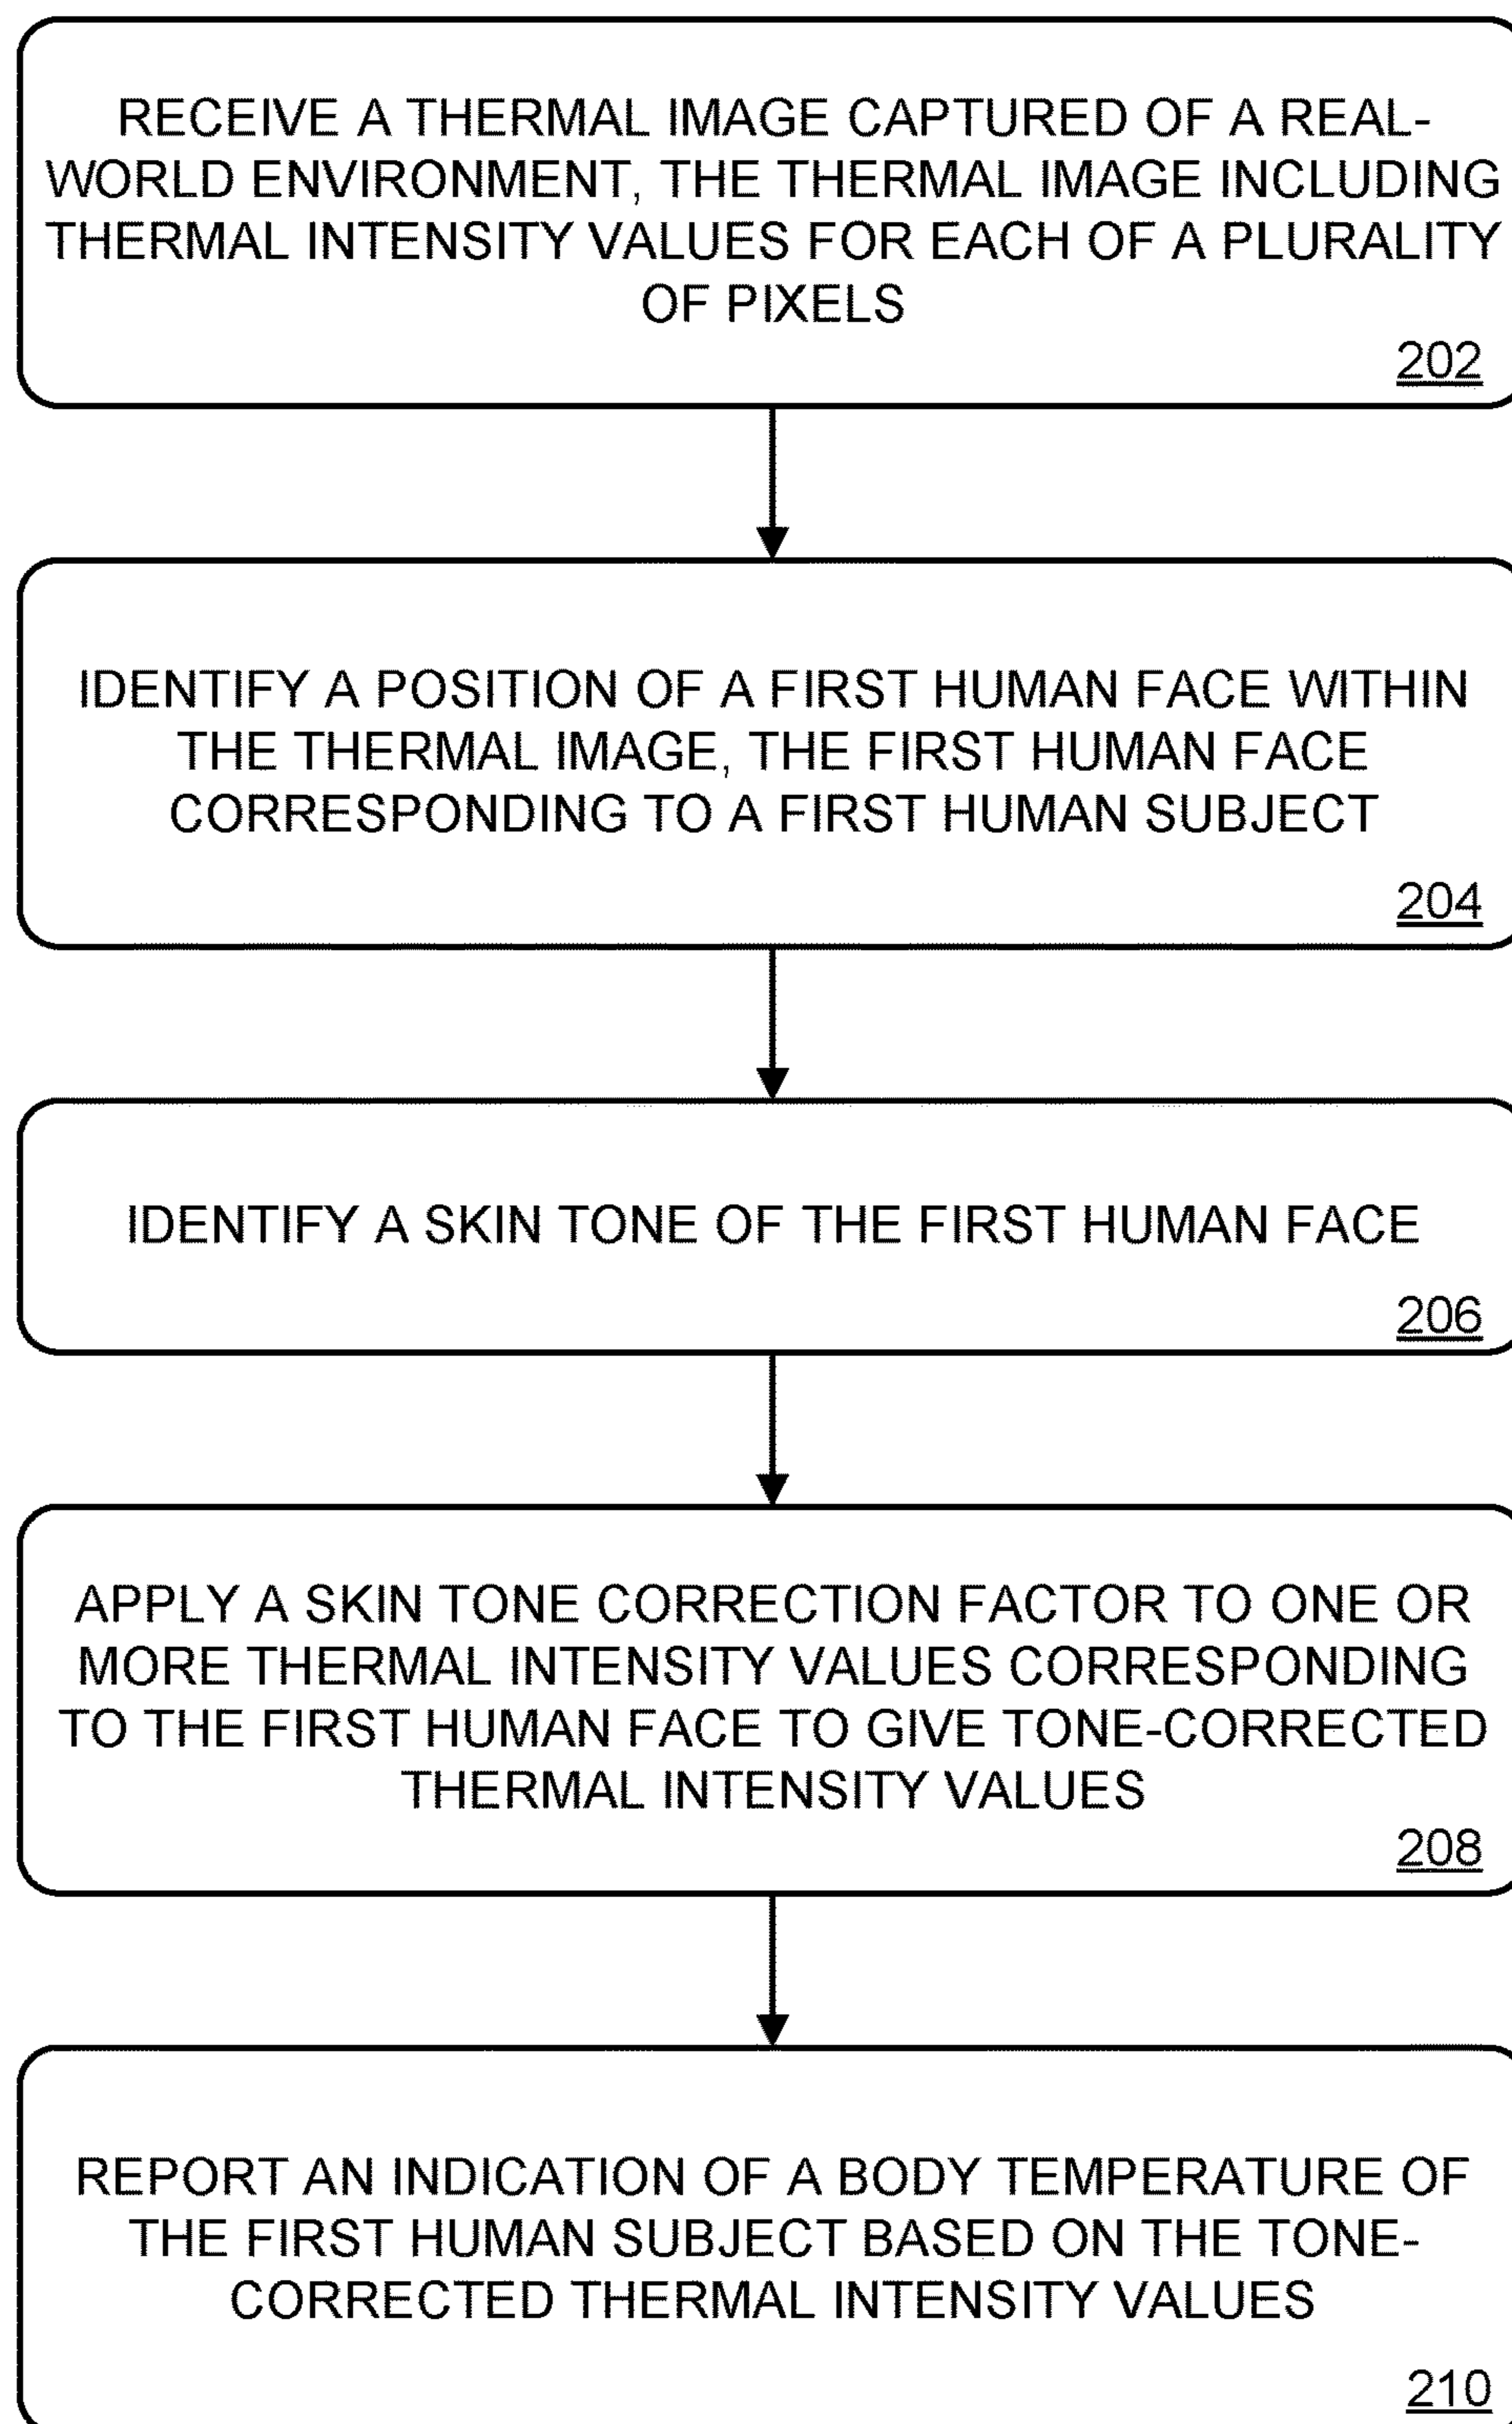 RECEIVE A THERMAL IMAGE CAPTURED OF A REAL-
WORLD ENVIRONMENT, THE THERMAL IMAGE INCLUDING
THERMAL INTENSITY VALUES FOR EACH OF A PLURALITY
OF PIXELS
202
IDENTIFY A POSITION OF A FIRST HUMAN FACE WITHIN
THE THERMAL IMAGE, THE FIRST HUMAN FACE
CORRESPONDING TO A FIRST HUMAN SUBJECT
204
IDENTIFY A SKIN TONE OF THE FIRST HUMAN FACE
206
APPLY A SKIN TONE CORRECTION FACTOR TO ONE OR
MORE THERMAL INTENSITY VALUES CORRESPONDING
TO THE FIRST HUMAN FACE TO GIVE TONE-CORRECTED
THERMAL INTENSITY VALUES
208
REPORT AN INDICATION OF A BODY TEMPERATURE OF
THE FIRST HUMAN SUBJECT BASED ON THE TONE-
CORRECTED THERMAL INTENSITY VALUES
210